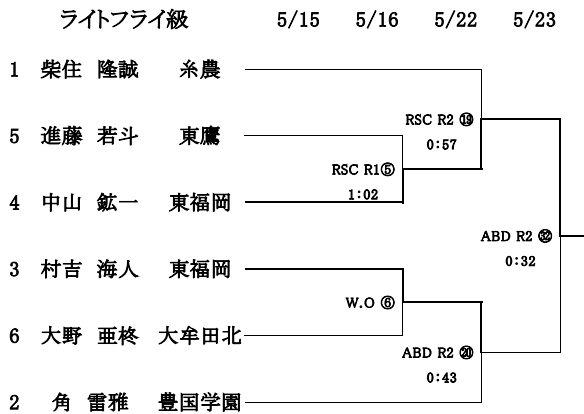 ライトフライ級 5/15 5/16 5/22 5/23
1 柴住 隆誠 糸農
RSC R2 ⑲
5 進藤 若斗 東鷹
0:57
RSC R1⑤
1:02
4 中山 鉱一 東福岡
ABD R2 ㉜
0:32
3 村吉 海人 東福岡
W.O ⑥
6 大野 亜柊 大牟田北
ABD R2 ⑳
0:43
2 角 雷雅 豊国学園